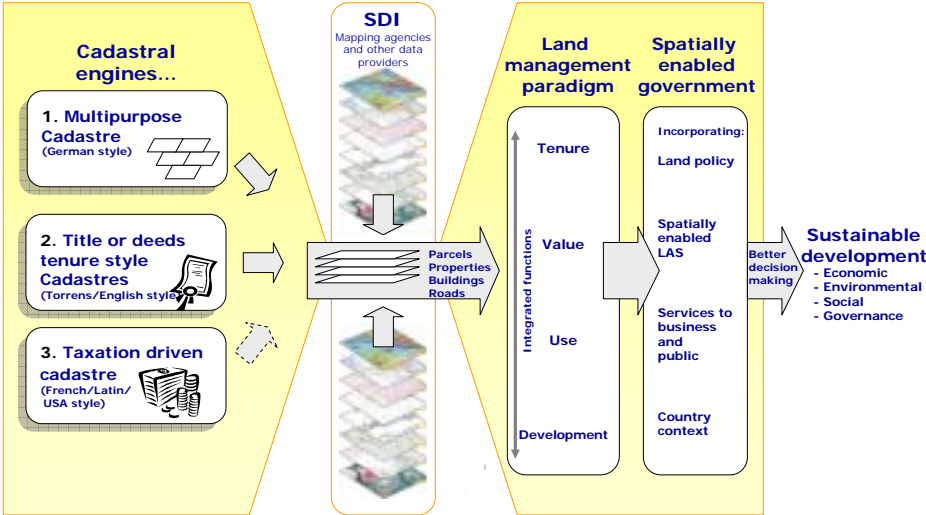 Cadastral
engines...
1. Multipurpose
Cadastre
(German style)
2. Title or deeds
tenure style
Cadastres
(Torrens/English style)
3. Taxation driven
cadastre
(French/Latin/
USA style)
SDI
Mapping agencies
and other data
providers
Parcels
Properties
Buildings
Roads
Land
management
paradigm
Integrated functions
Tenure
Value
Use
Development
Spatially
enabled
government
Incorporating:
Land policy
Spatially
enabled
LAS
Services to
business
and
public
Country
context
Better
decision
making
Sustainable
development
- Economic
- Environmental
- Social
- Governance